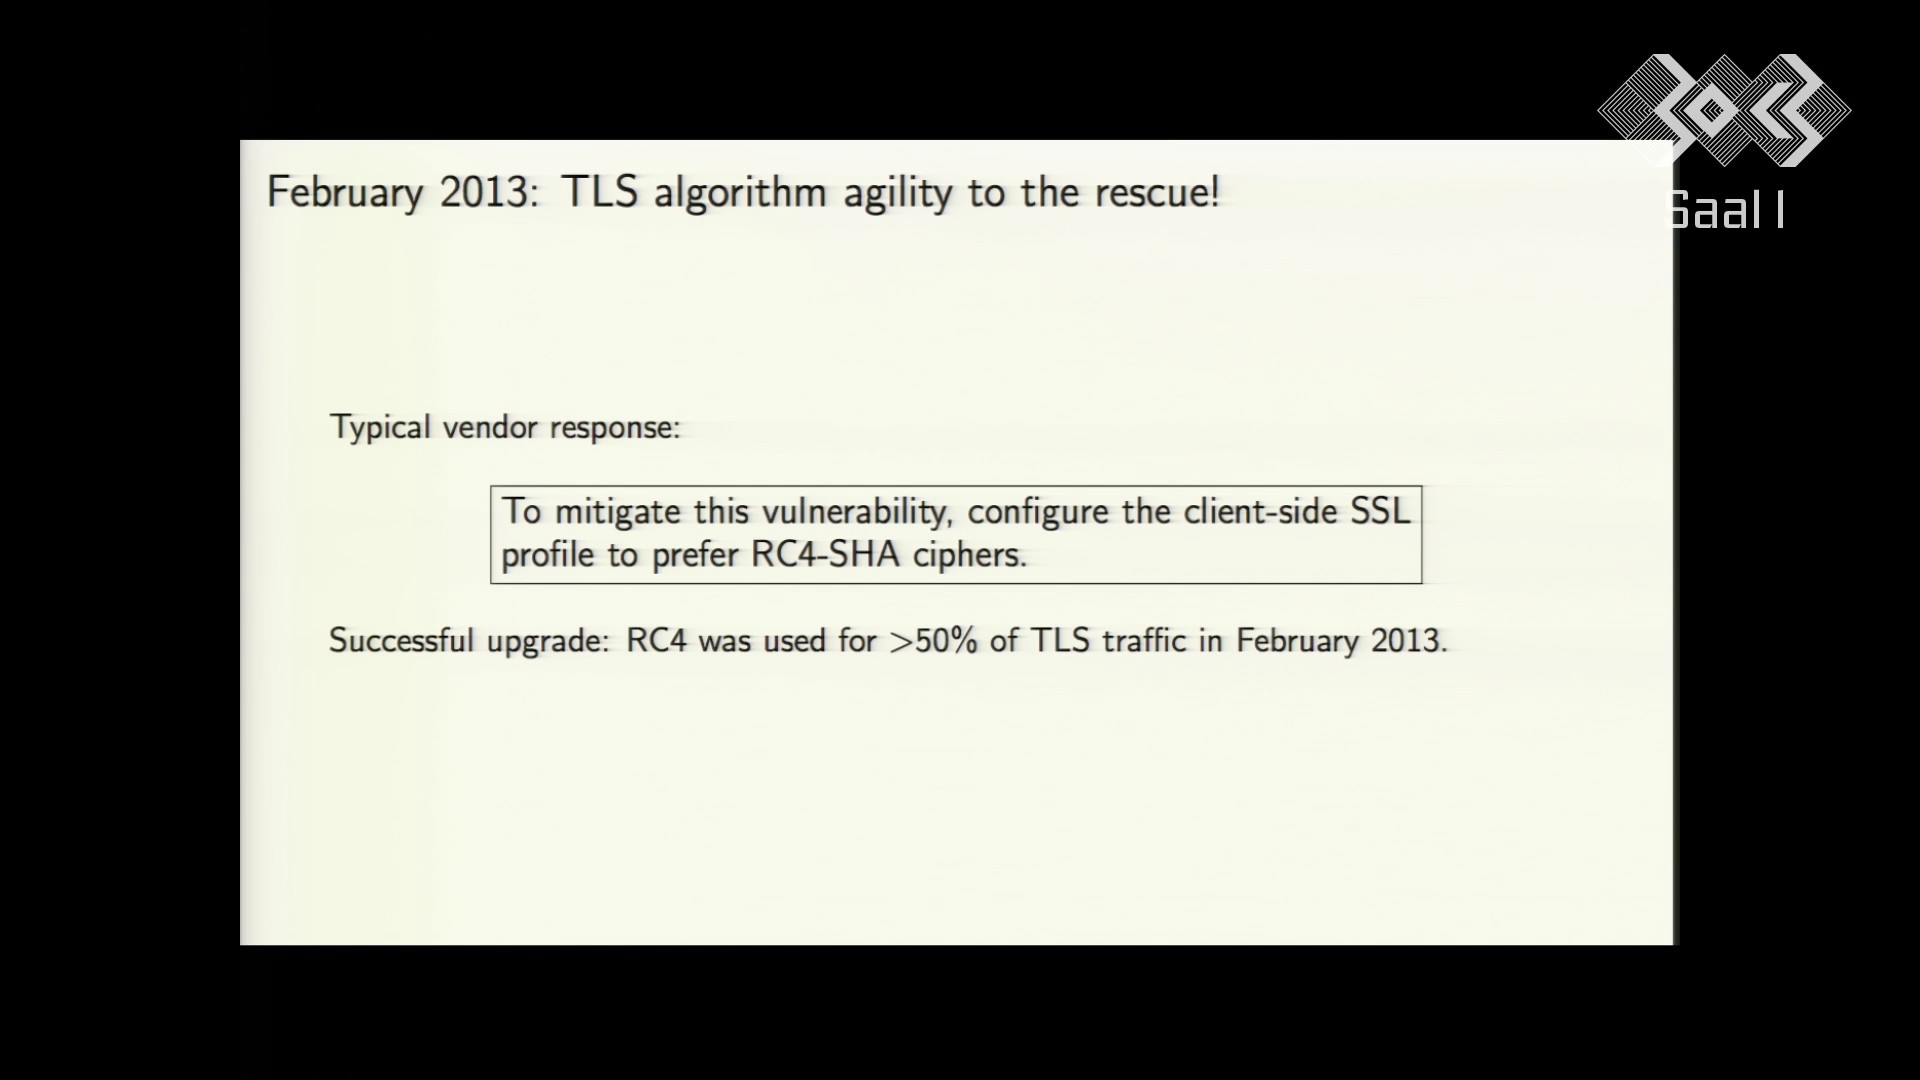 February 2013: TLS algorithm agility to the rescue!
Saal 1
Typical vendor response:
To mitigate this vulnerability, configure the client-side SSL
profile to prefer RC4-SHA ciphers.
Successful upgrade: RC4 was used for >50% of TLS traffic in February 2013.